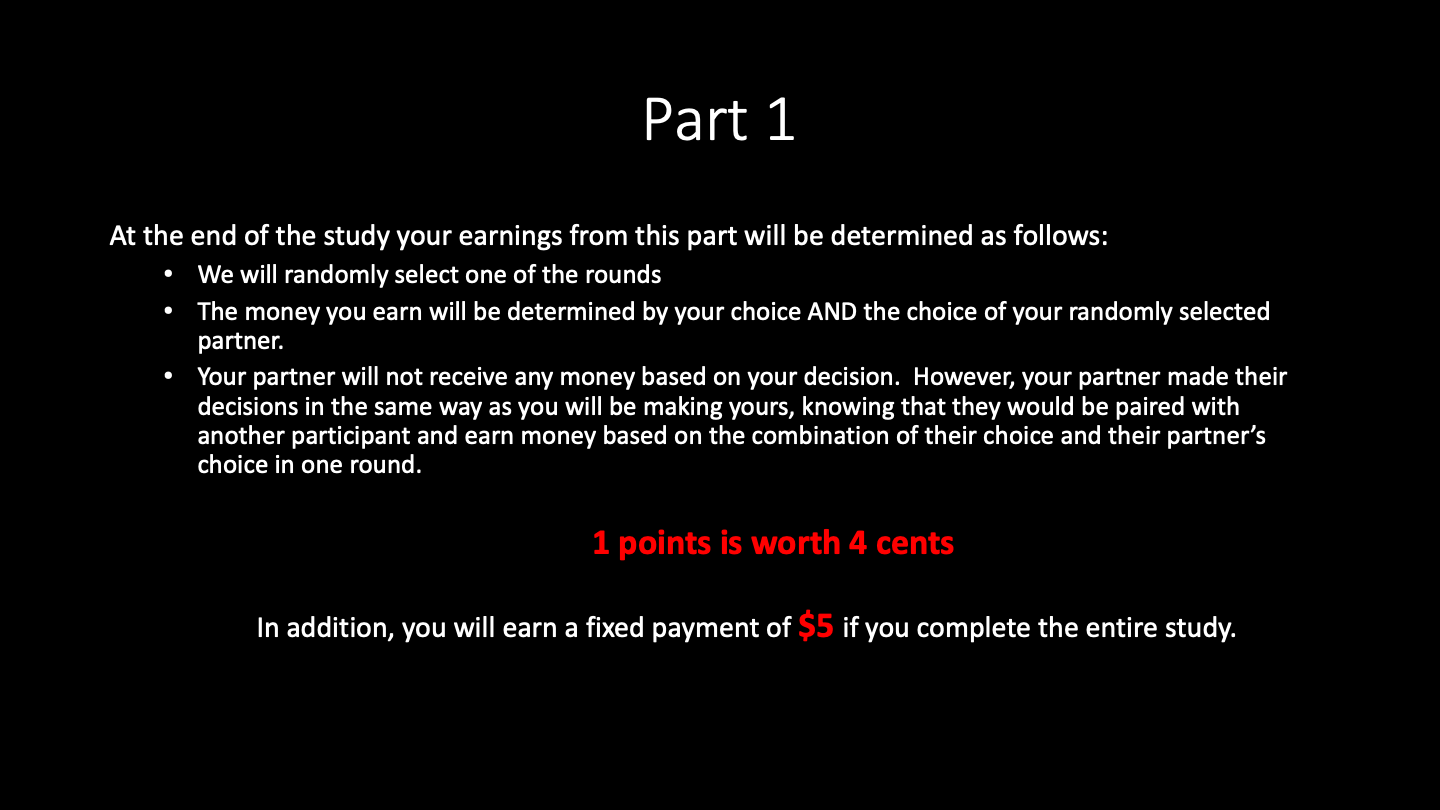 Part 1
At the end of the study your earnings from this part will be determined as follows:
• We will randomly select one of the rounds
• The money you earn will be determined by your choice AND the choice of your randomly selected
partner.
• Your partner will not receive any money based on your decision.  However, your partner made their
decisions in the same way as you will be making yours, knowing that they would be paired with
another participant and earn money based on the combination of their choice and their partner’s
choice in one round.
1 points is worth 4 cents
In addition, you will earn a fixed payment of $5 if you complete the entire study.